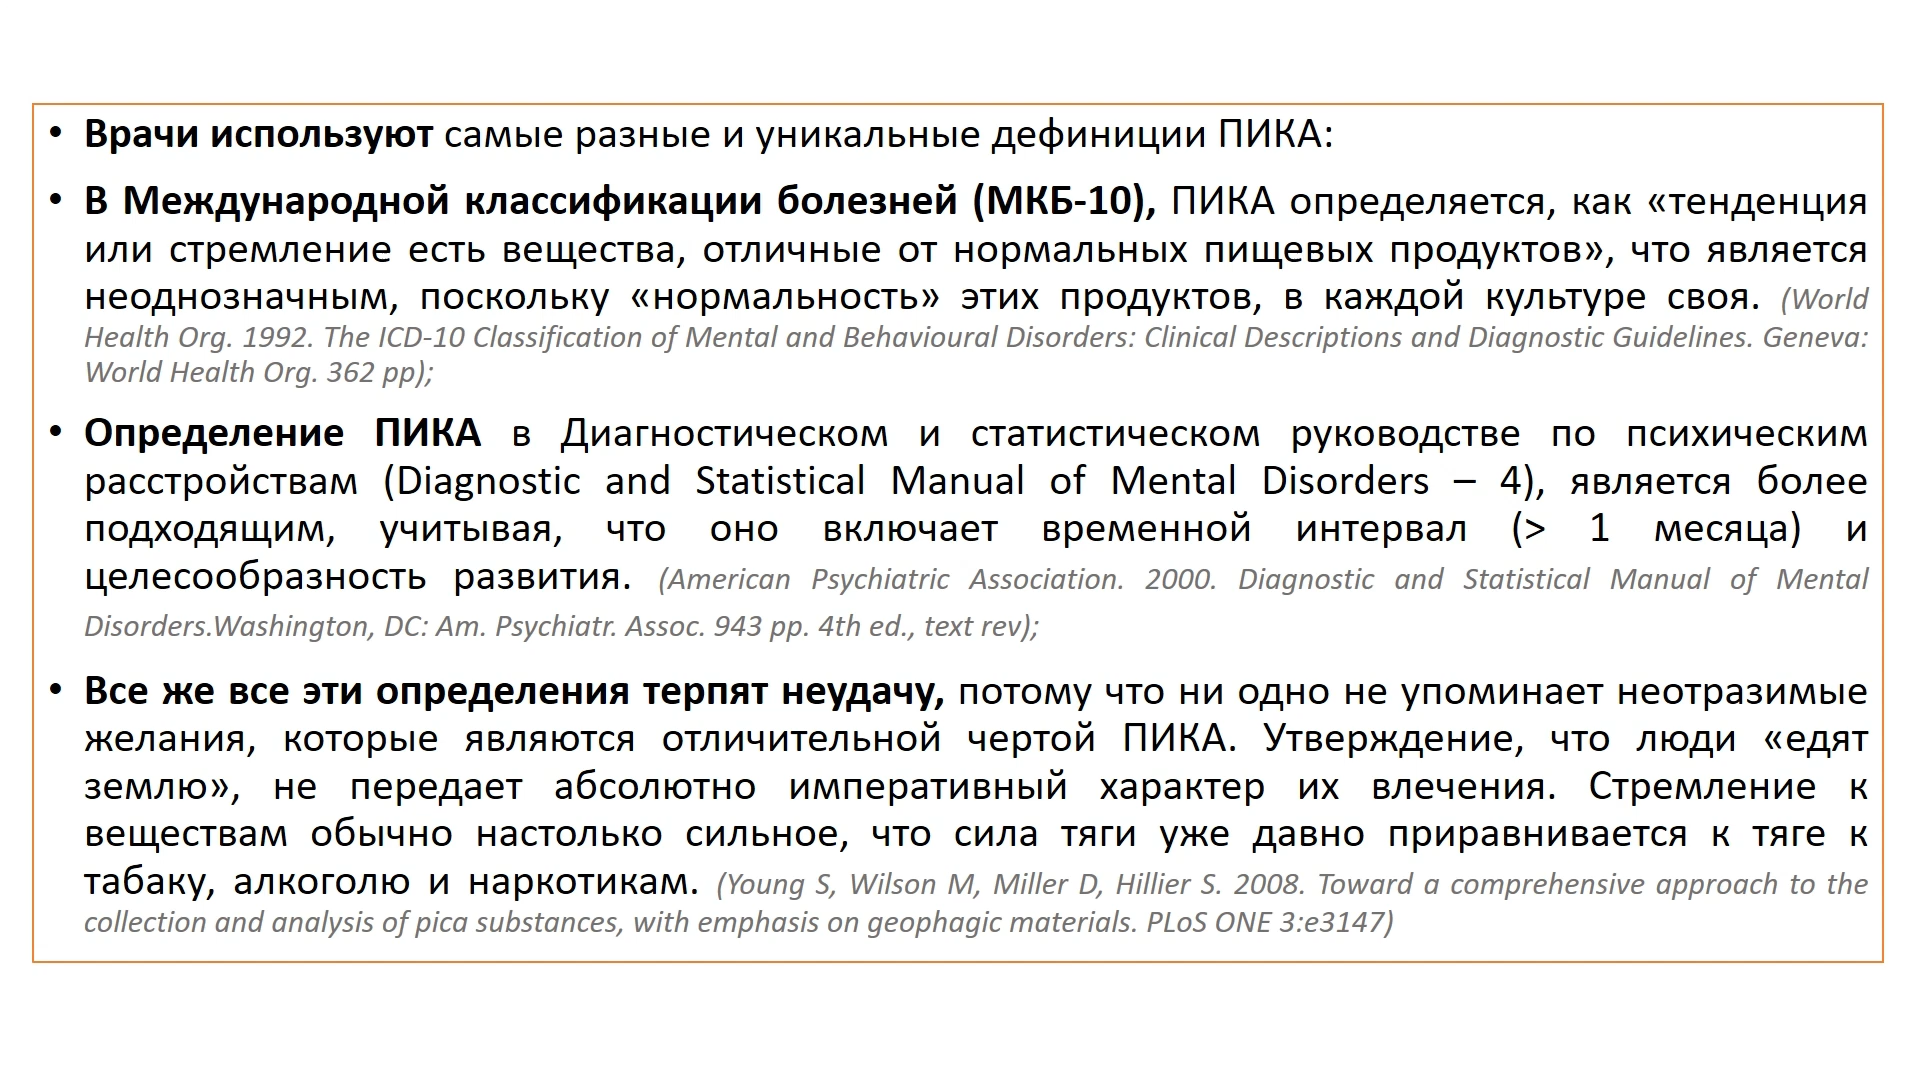 • Врачи используют самые разные и уникальные дефиниции ПИКА:
• В Международной классификации болезней (МКБ-10), ПИКА определяется, как «тенденция
или стремление есть вещества, отличные от нормальных пищевых продуктов», что является
неоднозначным, поскольку «нормальность» этих продуктов, в каждой культуре своя. (World
Health Org. 1992. The ICD-10 Classification of Mental and Behavioural Disorders: Clinical Descriptions and Diagnostic Guidelines. Geneva:
World Health Org. 362 pp);
• Определение ПИКА в Диагностическом и статистическом руководстве по психическим
расстройствам (Diagnostic and Statistical Manual of Mental Disorders – 4), является более
подходящим, учитывая, что оно включает временной интервал (> 1 месяца) и
целесообразность развития. (American Psychiatric Association. 2000. Diagnostic and Statistical Manual of Mental
Disorders.Washington, DC: Am. Psychiatr. Assoc. 943 pp. 4th ed., text rev);
• Все же все эти определения терпят неудачу, потому что ни одно не упоминает неотразимые
желания, которые являются отличительной чертой ПИКА. Утверждение, что люди «едят
землю», не передает абсолютно императивный характер их влечения. Стремление к
веществам обычно настолько сильное, что сила тяги уже давно приравнивается к тяге к
табаку, алкоголю и наркотикам. (Young S, Wilson M, Miller D, Hillier S. 2008. Toward a comprehensive approach to the
collection and analysis of pica substances, with emphasis on geophagic materials. PLoS ONE 3:e3147)